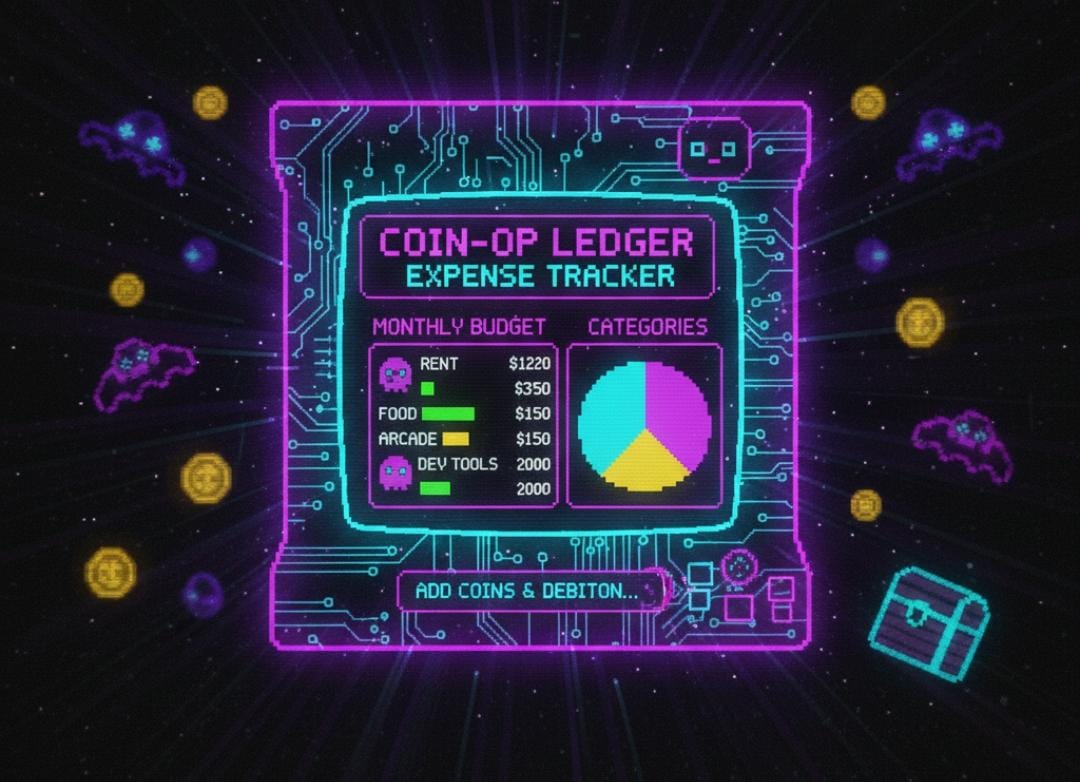 COIN-OP LEDGER
EXPENSE TRACKER
MONTHLY BUDGET
CATEGORIES
RENT $1220
$350
FOOD $150
ARCADE $150
DEV TOOLS 2000
2000
ADD COINS & DEBITON...